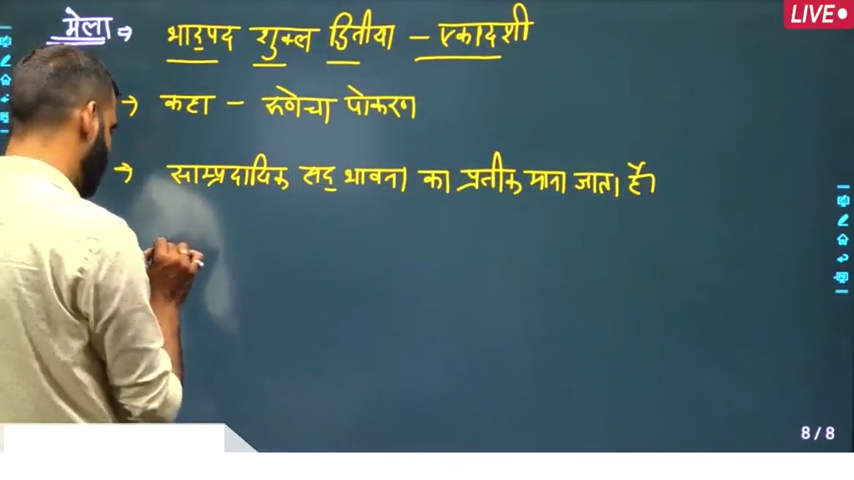 LIVE
मेला ⇒ भाद्रपद शुक्ल द्वितीया – एकादशी
→ कहा – रूणेचा पोकरण
→ साम्प्रदायिक सद् भावना का प्रतीक माना जाता है।
8 / 8